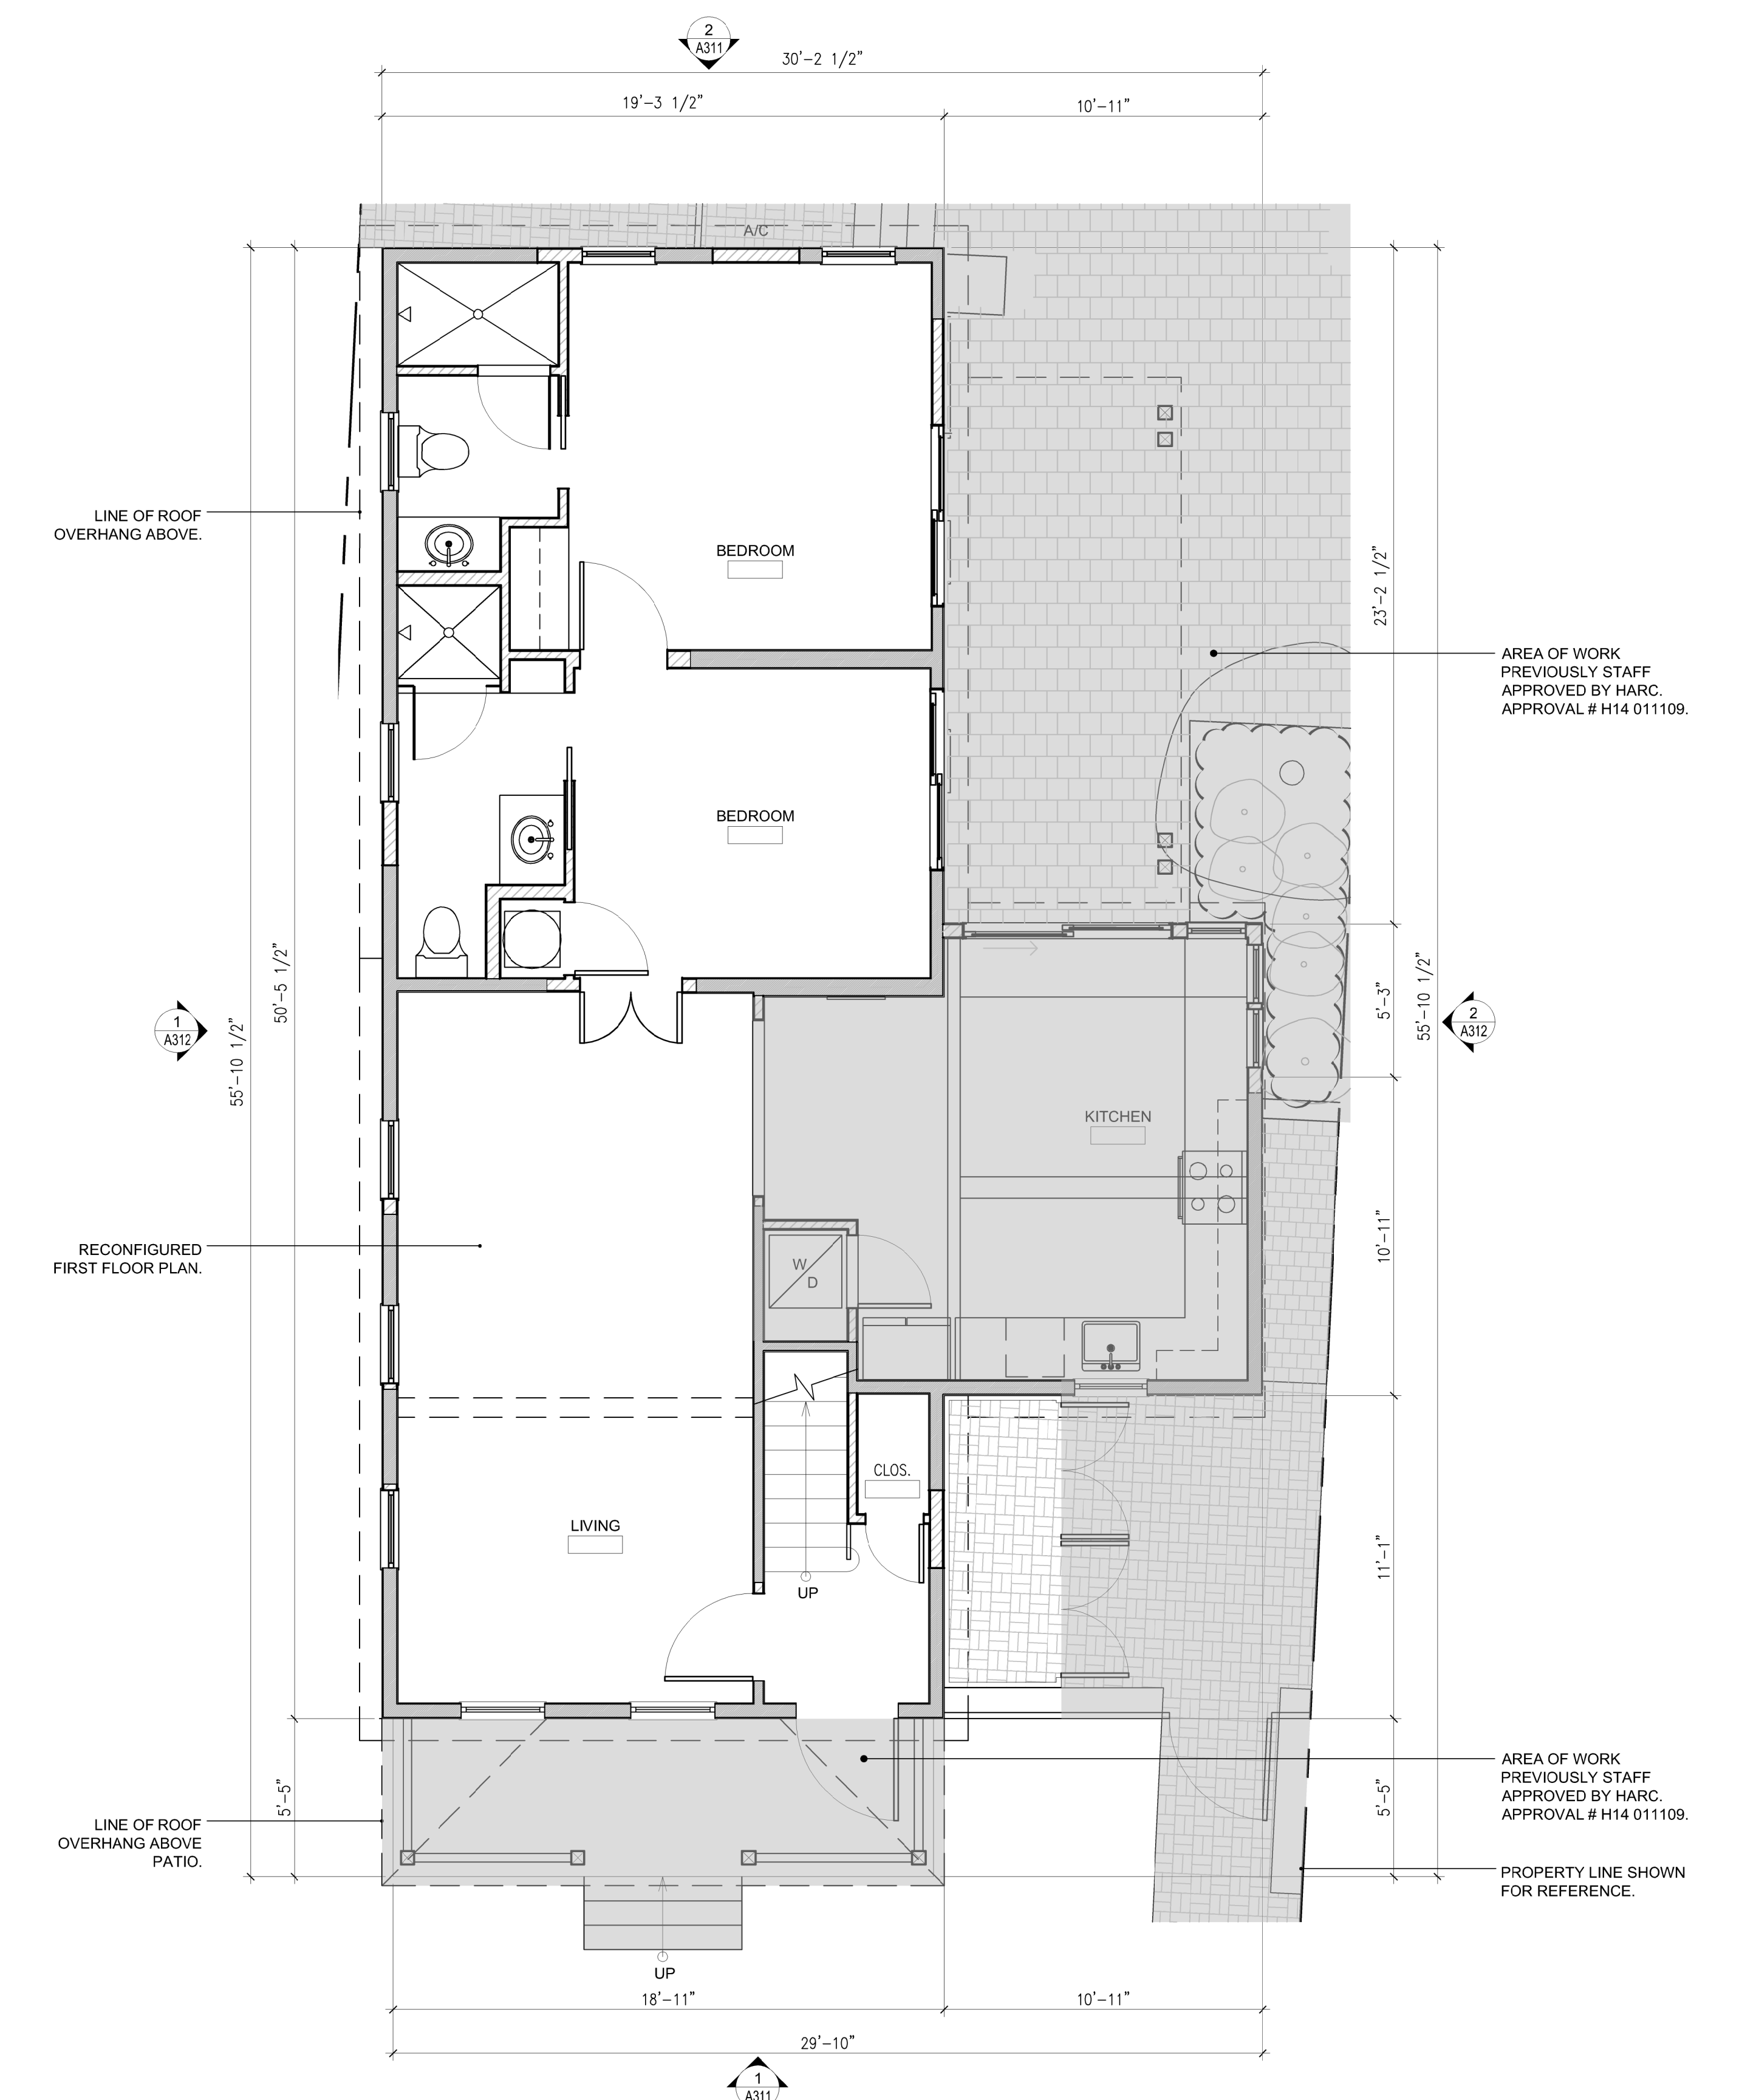 2
A311
30'-2 1/2"
19'-3 1/2"
10'-11"
A/C
LINE OF ROOF
OVERHANG ABOVE.
BEDROOM
23'-2 1/2"
AREA OF WORK
PREVIOUSLY STAFF
APPROVED BY HARC.
APPROVAL # H14 011109.
BEDROOM
50'-5 1/2"
55'-10 1/2"
1
A312
5'-3"
55'-10 1/2"
2
A312
KITCHEN
RECONFIGURED
FIRST FLOOR PLAN.
W
D
10'-11"
CLOS.
LIVING
UP
11'-1"
AREA OF WORK
PREVIOUSLY STAFF
APPROVED BY HARC.
APPROVAL # H14 011109.
5'-5"
5'-5"
LINE OF ROOF
OVERHANG ABOVE
PATIO.
PROPERTY LINE SHOWN
FOR REFERENCE.
UP
18'-11"
10'-11"
29'-10"
1
A311